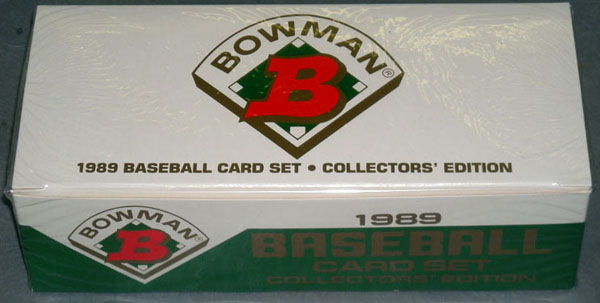 BOWMAN®
B
1989 BASEBALL CARD SET • COLLECTORS' EDITION
BOWMAN®
B
1989
BASEBALL
CARD SET
COLLECTORS' EDITION